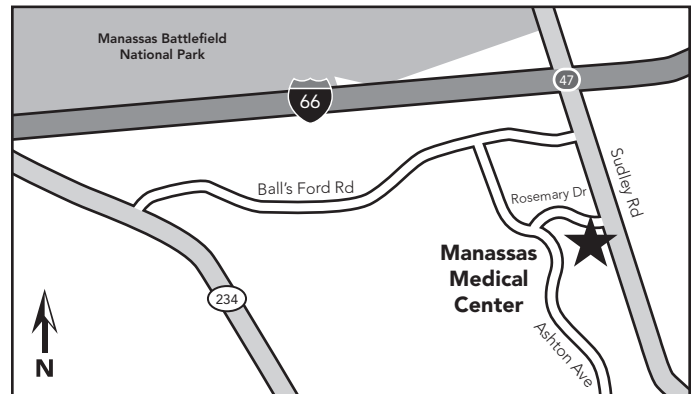 Manassas Battlefield
National Park
66
47
Ball's Ford Rd
Sudley Rd
Rosemary Dr
Manassas
Medical
Center
234
Ashton Ave
N